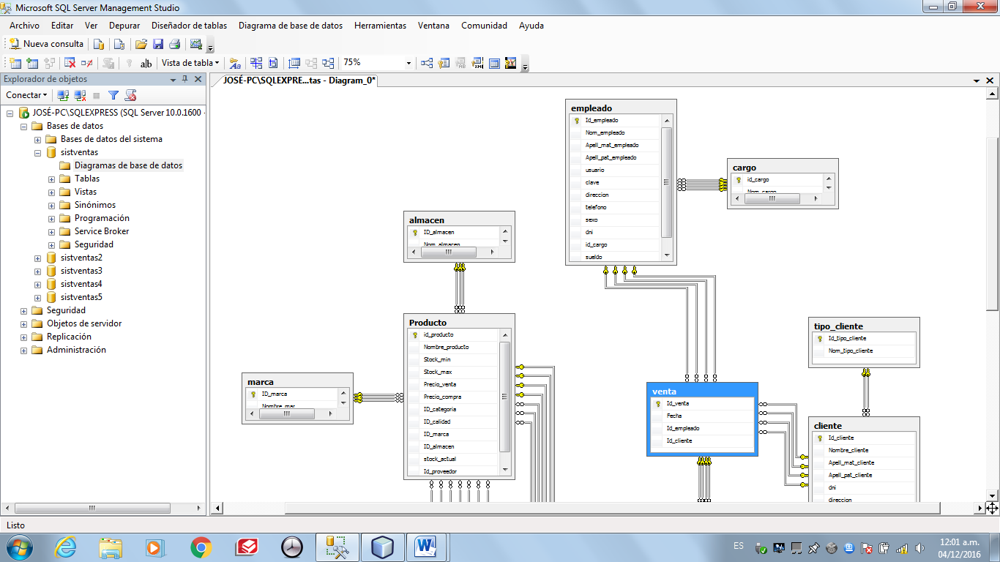 Microsoft SQL Server Management Studio
Archivo Editar Ver Depurar Diseñador de tablas Diagrama de base de datos Herramientas Ventana Comunidad Ayuda
Nueva consulta
ab Vista de tabla 75%
Explorador de objetos
Conectar
JOSÉ-PC\SQLEXPRESS (SQL Server 10.0.1600 -
Bases de datos
Bases de datos del sistema
sistventas
Diagramas de base de datos
Tablas
Vistas
Sinónimos
Programación
Service Broker
Seguridad
sistventas2
sistventas3
sistventas4
sistventas5
Seguridad
Objetos de servidor
Replicación
Administración
JOSÉ-PC\SQLEXPRE...tas - Diagram_0*
empleado
Id_empleado
Nom_empleado
Apell_mat_empleado
Apell_pat_empleado
usuario
clave
direccion
telefono
sexo
dni
id_cargo
sueldo
cargo
id_cargo
Nom_cargo
almacen
ID_almacen
Nom_almacen
Producto
id_producto
Nombre_producto
Stock_min
Stock_max
Precio_venta
Precio_compra
ID_categoria
ID_calidad
ID_marca
ID_almacen
stock_actual
Id_proveedor
marca
ID_marca
Nombre_mar
tipo_cliente
Id_tipo_cliente
Nom_tipo_cliente
venta
Id_venta
Fecha
Id_empleado
Id_cliente
cliente
Id_cliente
Nombre_cliente
Apell_mat_cliente
Apell_pat_cliente
dni
direccion
Listo
ES
12:01 a.m.
04/12/2016